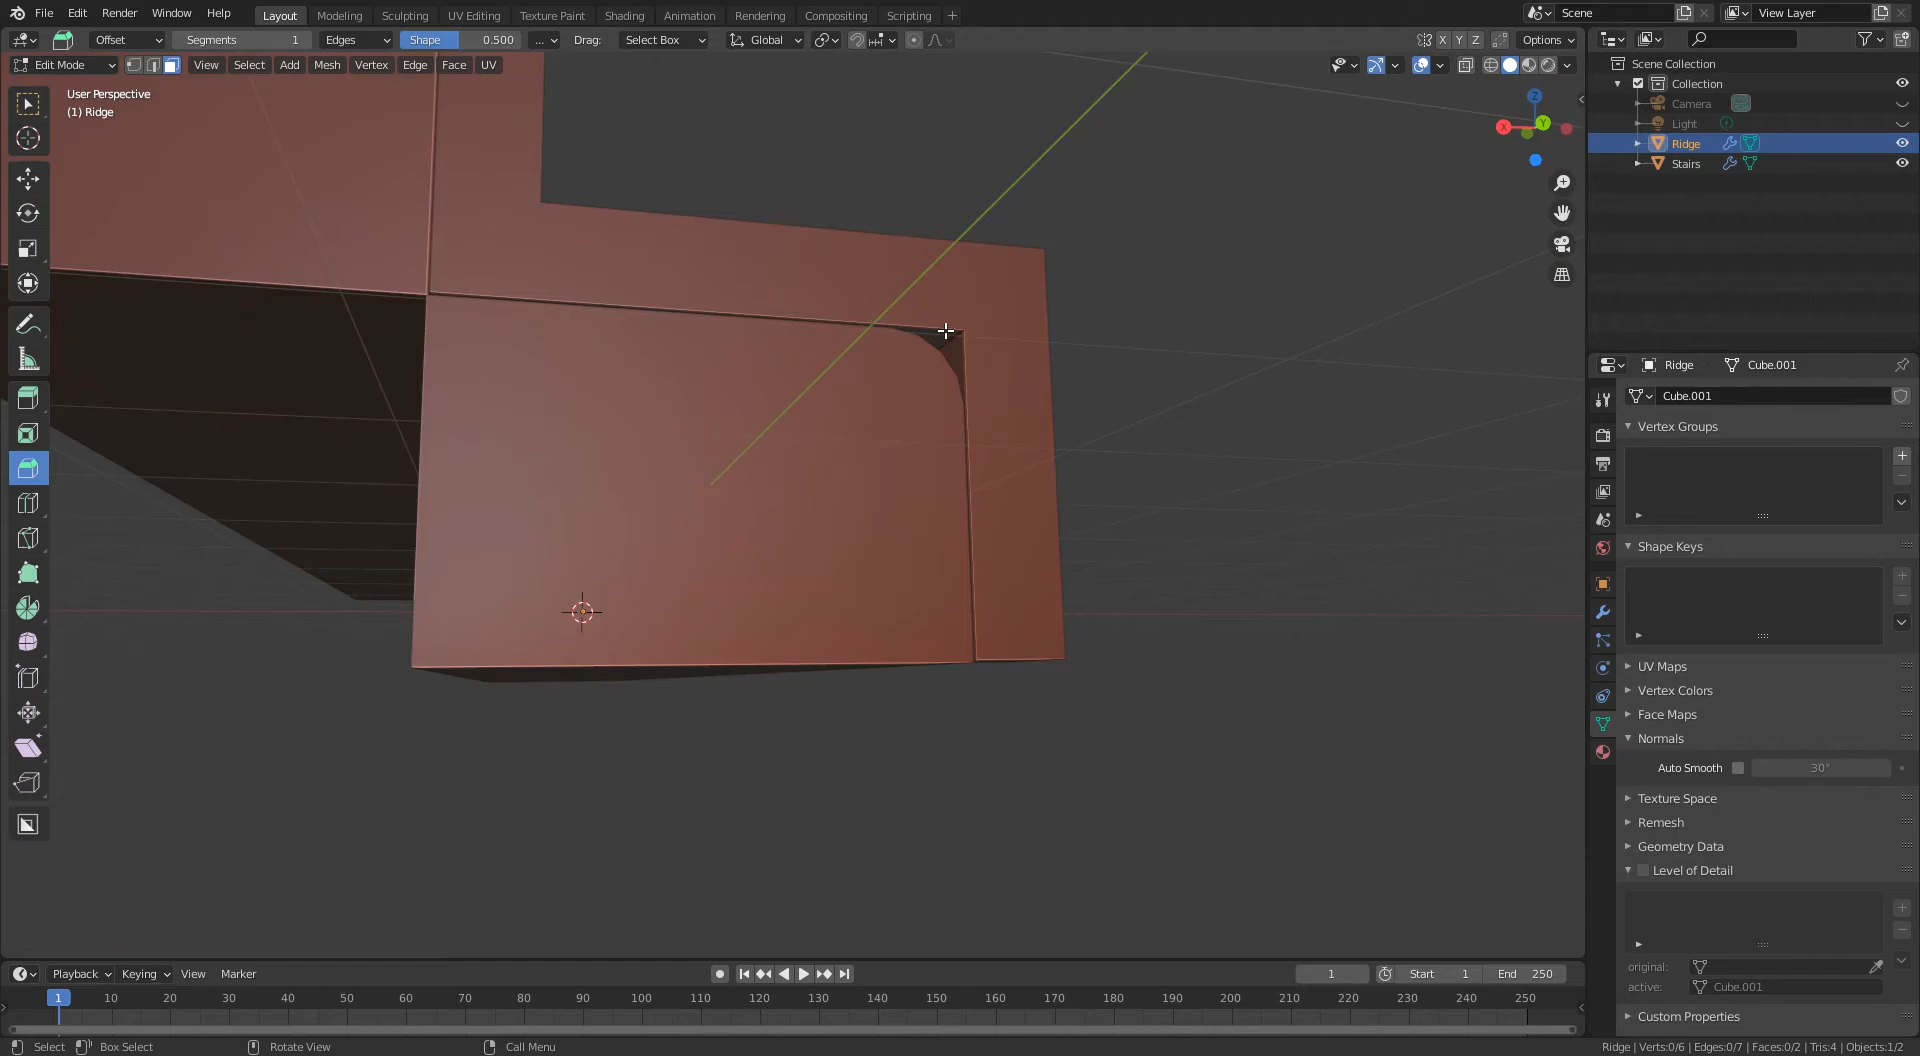 File Edit Render Window Help Layout Modeling Sculpting UV Editing Texture Paint Shading Animation Rendering Compositing Scripting + Scene View Layer
Offset Segments 1 Edges Shape 0.500 ... Drag: Select Box Global X Y Z Options
Edit Mode View Select Add Mesh Vertex Edge Face UV
User Perspective
(1) Ridge
Z
X Y
Scene Collection
Collection
Camera
Light
Ridge
Stairs
Ridge Cube.001
Cube.001
Vertex Groups
Shape Keys
UV Maps
Vertex Colors
Face Maps
Normals
Auto Smooth 30°
Texture Space
Remesh
Geometry Data
Level of Detail
original:
active: Cube.001
Custom Properties
Playback Keying View Marker 1 Start 1 End 250
1 10 20 30 40 50 60 70 80 90 100 110 120 130 140 150 160 170 180 190 200 210 220 230 240 250
Select Box Select Rotate View Call Menu Ridge | Verts:0/6 | Edges:0/7 | Faces:0/2 | Tris:4 | Objects:1/2